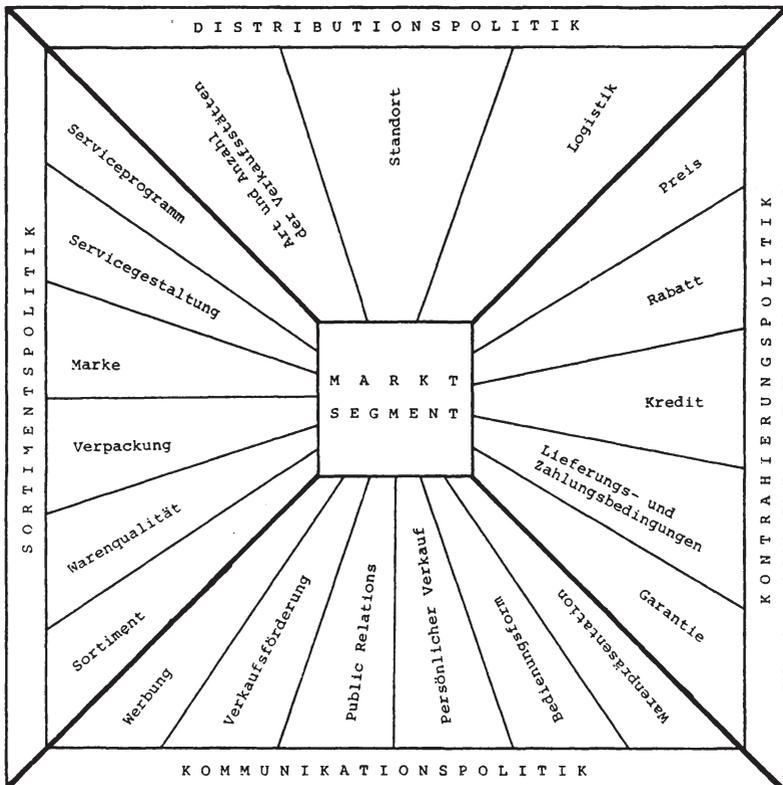 DISTRIBUTIONSPOLITIK
Art und Anzahl
der Verkaufsstätten
Standort
Logistik
Serviceprogramm
Servicegestaltung
Marke
Verpackung
Warenqualität
Sortiment
SORTIMENTSPOLITIK
MARKT
SEGMENT
Preis
Rabatt
Kredit
Lieferungs- und
Zahlungsbedingungen
Garantie
KONTRAHIERUNGSPOLITIK
Werbung
Verkaufsförderung
Public Relations
Persönlicher Verkauf
Bedienungsform
Warenpräsentation
KOMMUNIKATIONSPOLITIK